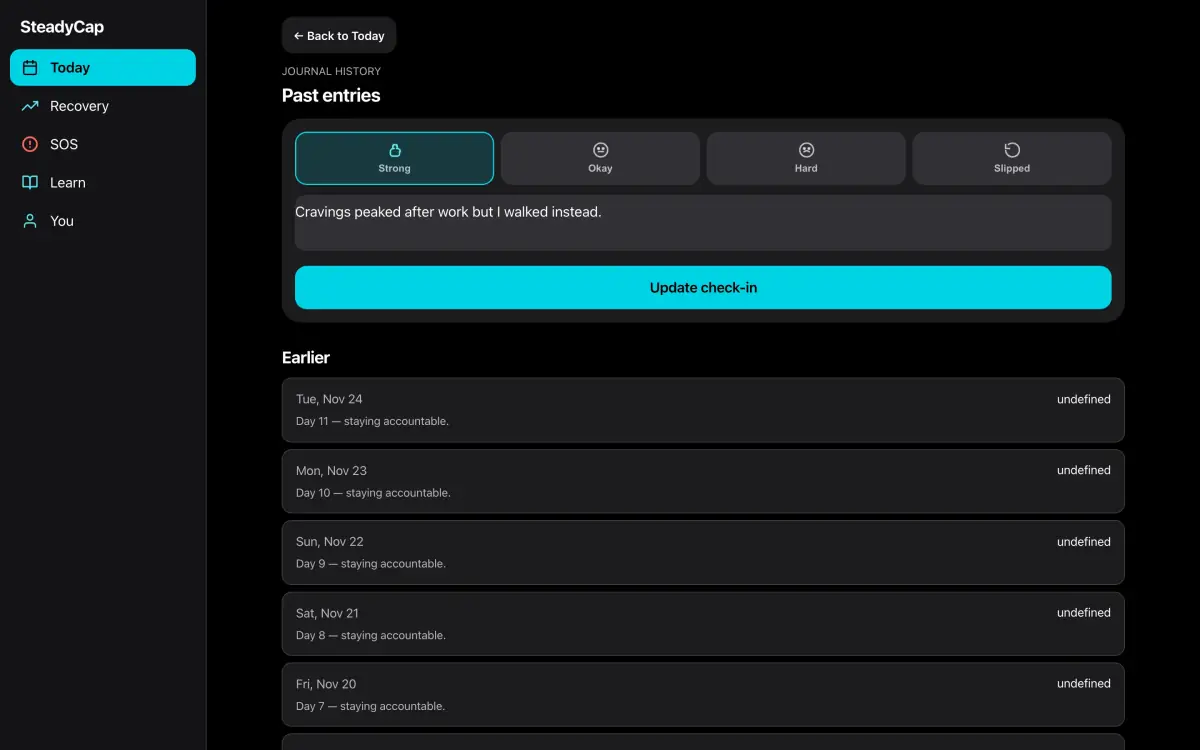 SteadyCap
Today
Recovery
SOS
Learn
You
← Back to Today
JOURNAL HISTORY
Past entries
Strong
Okay
Hard
Slipped
Cravings peaked after work but I walked instead.
Update check-in
Earlier
Tue, Nov 24
undefined
Day 11 — staying accountable.
Mon, Nov 23
undefined
Day 10 — staying accountable.
Sun, Nov 22
undefined
Day 9 — staying accountable.
Sat, Nov 21
undefined
Day 8 — staying accountable.
Fri, Nov 20
undefined
Day 7 — staying accountable.